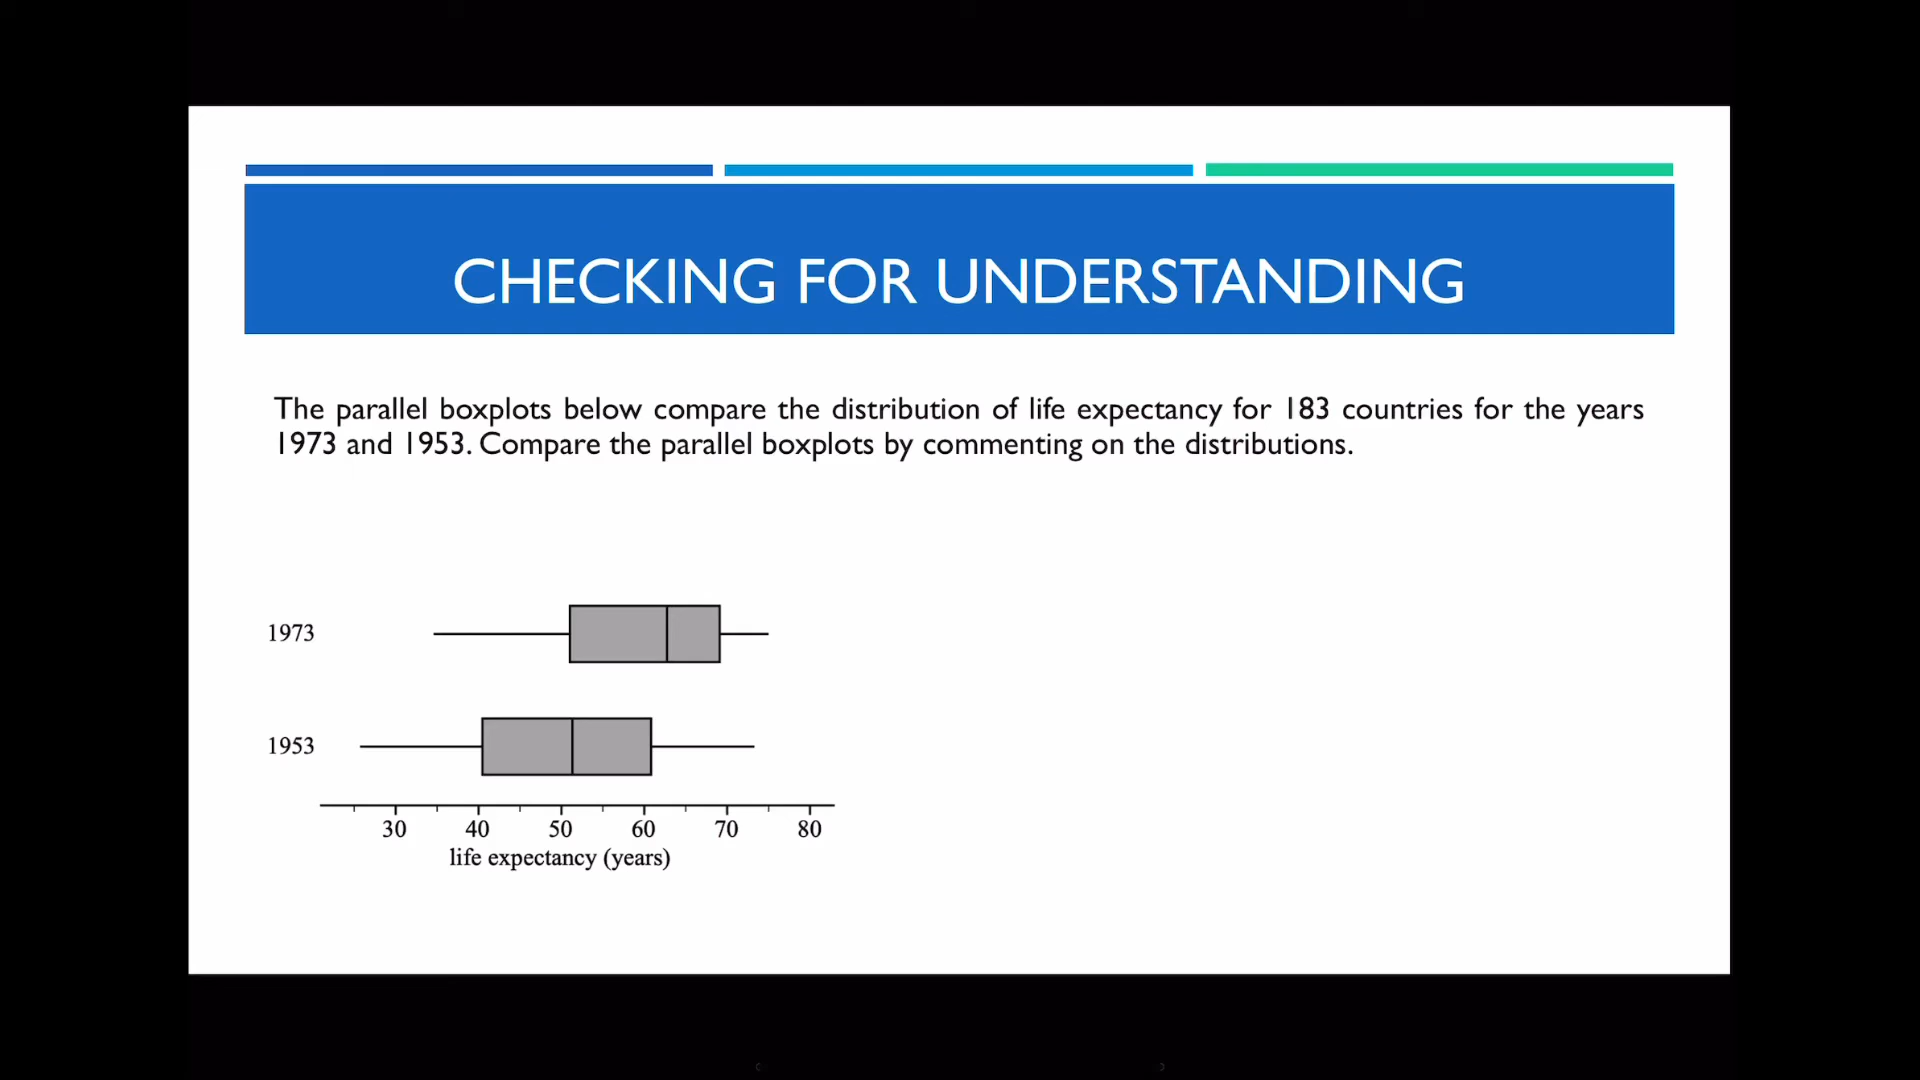 CHECKING FOR UNDERSTANDING
The parallel boxplots below compare the distribution of life expectancy for 183 countries for the years
1973 and 1953. Compare the parallel boxplots by commenting on the distributions.
1973
1953
30 40 50 60 70 80
life expectancy (years)